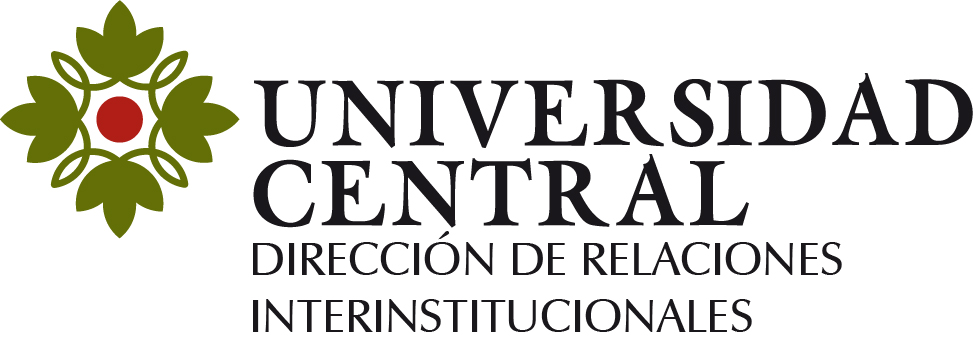 UNIVERSIDAD
CENTRAL
DIRECCIÓN DE RELACIONES
INTERINSTITUCIONALES